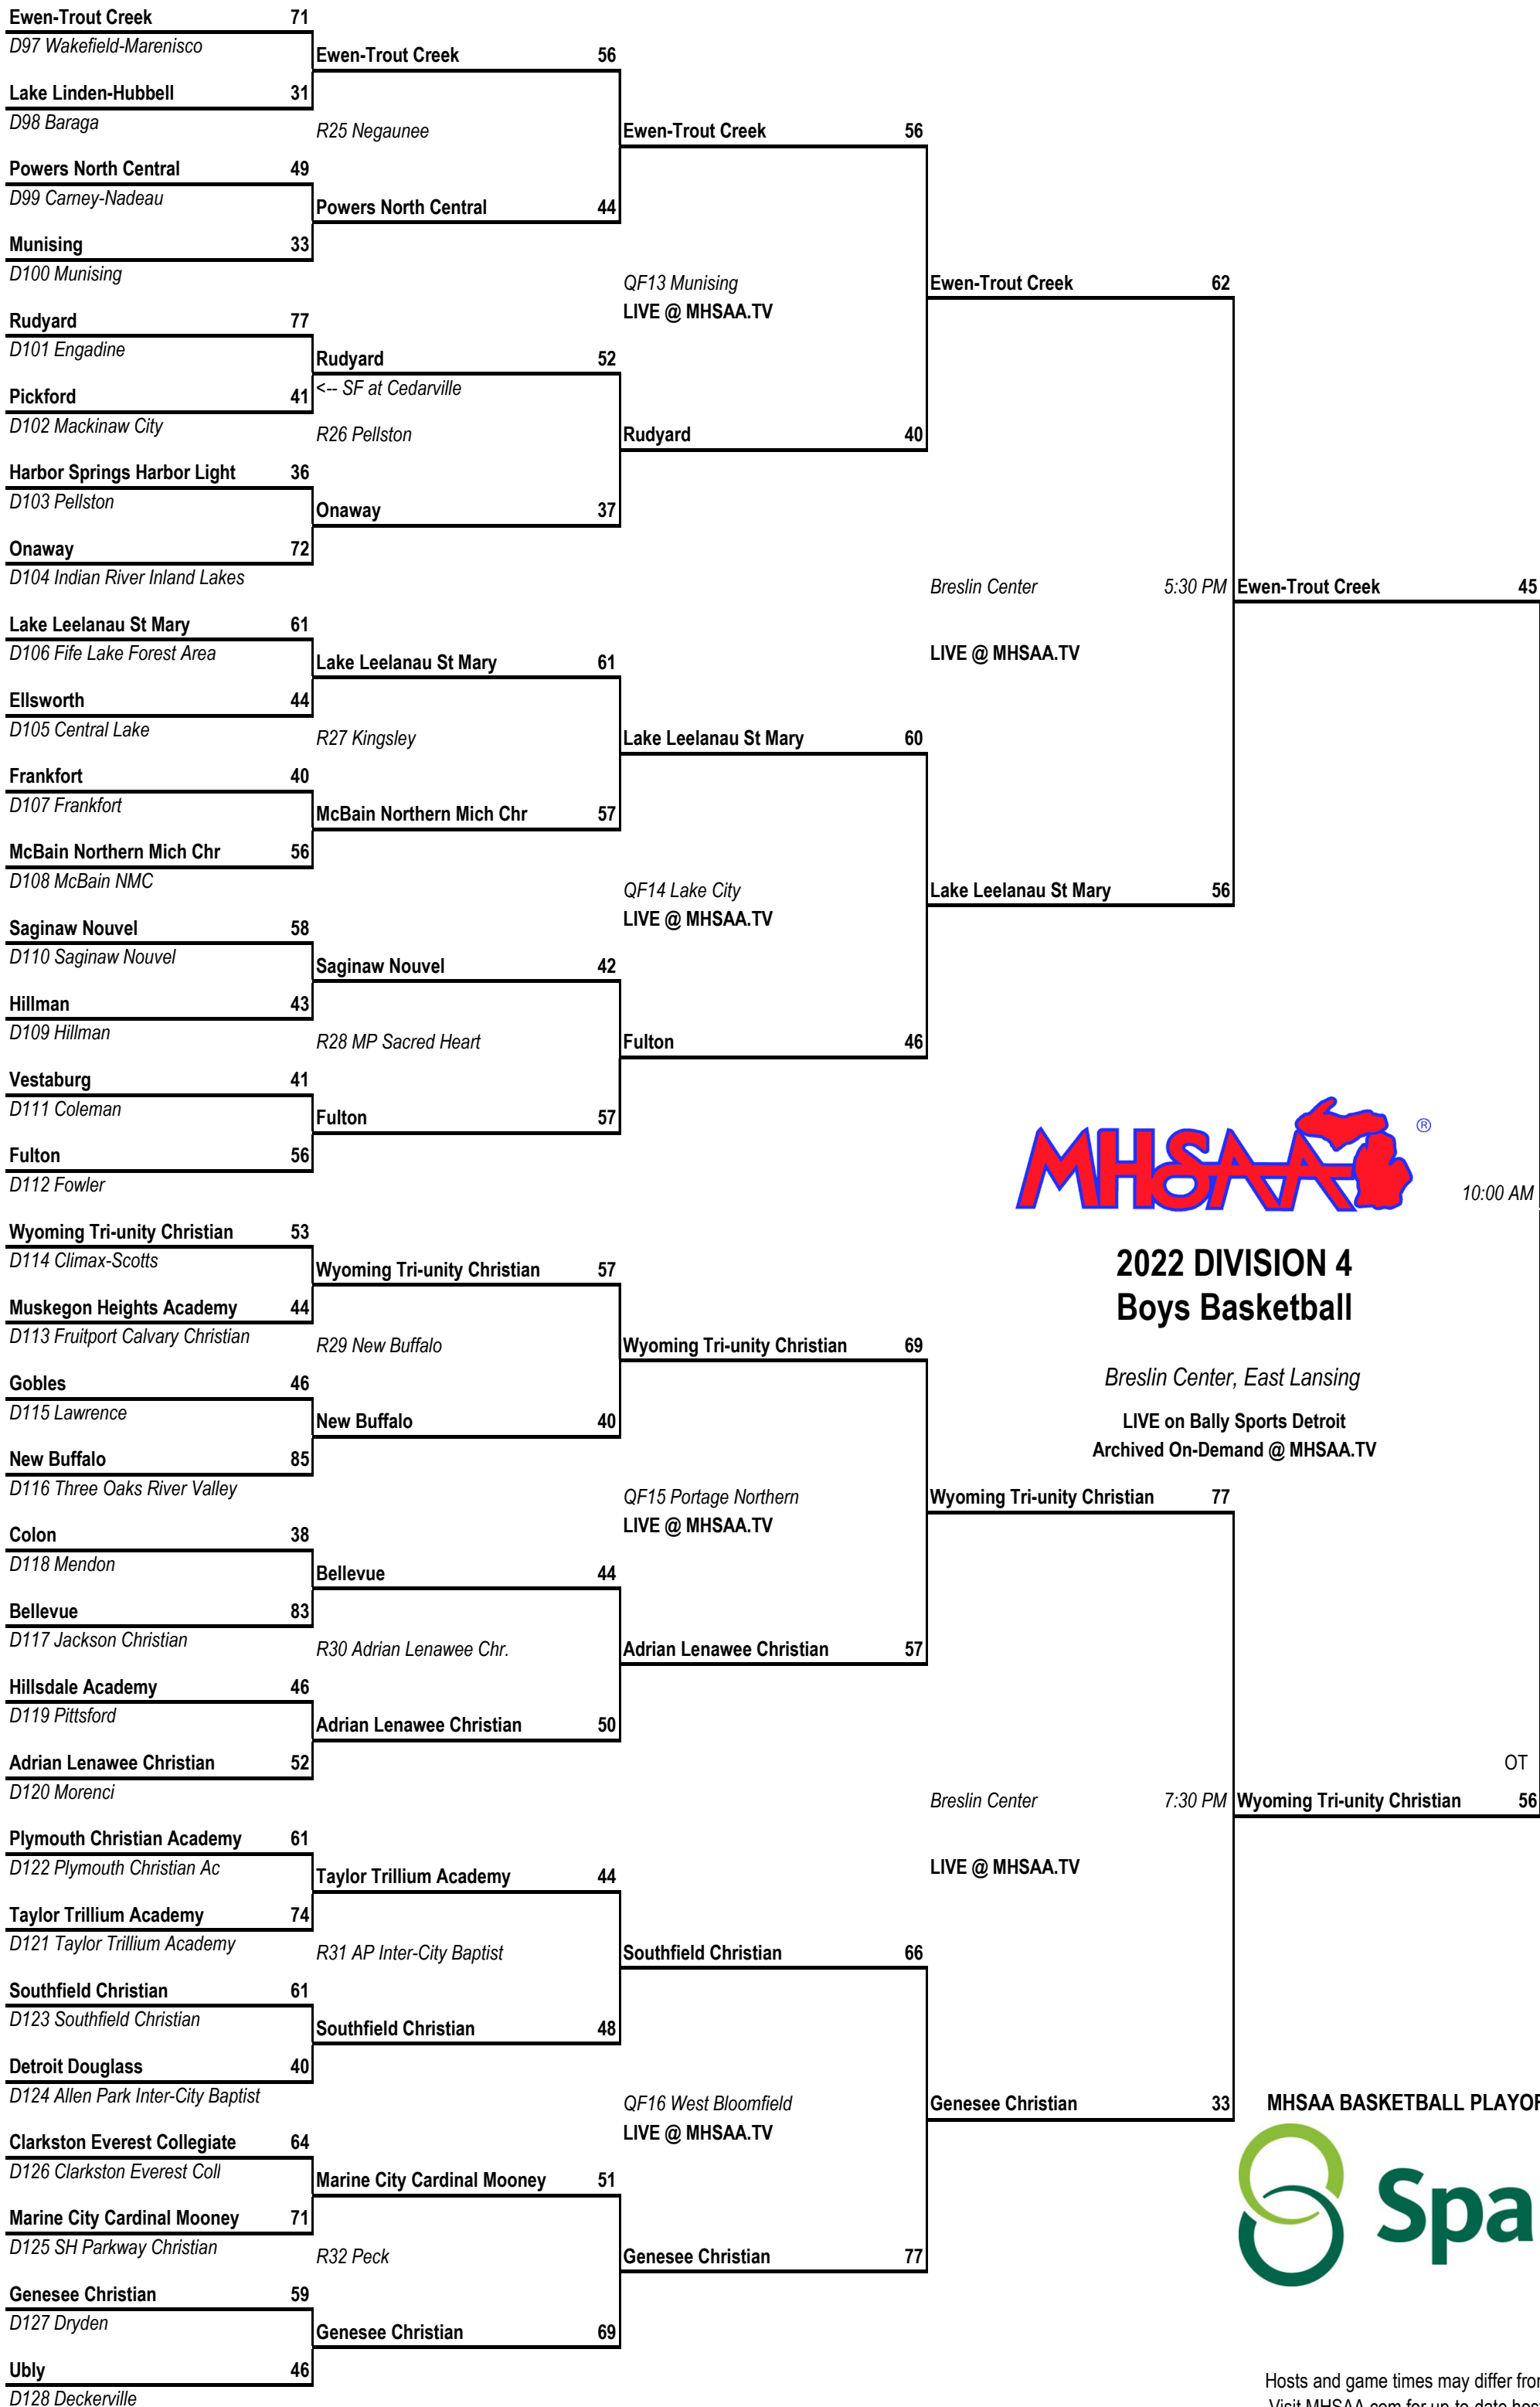 Ewen-Trout Creek 71
D97 Wakefield-Marenisco
Lake Linden-Hubbell 31
D98 Baraga
Powers North Central 49
D99 Carney-Nadeau
Munising 33
D100 Munising
Rudyard 77
D101 Engadine
Pickford 41
D102 Mackinaw City
Harbor Springs Harbor Light 36
D103 Pellston
Onaway 72
D104 Indian River Inland Lakes
Lake Leelanau St Mary 61
D106 Fife Lake Forest Area
Ellsworth 44
D105 Central Lake
Frankfort 40
D107 Frankfort
McBain Northern Mich Chr 56
D108 McBain NMC
Saginaw Nouvel 58
D110 Saginaw Nouvel
Hillman 43
D109 Hillman
Vestaburg 41
D111 Coleman
Fulton 56
D112 Fowler
Wyoming Tri-unity Christian 53
D114 Climax-Scotts
Muskegon Heights Academy 44
D113 Fruitport Calvary Christian
Gobles 46
D115 Lawrence
New Buffalo 85
D116 Three Oaks River Valley
Colon 38
D118 Mendon
Bellevue 83
D117 Jackson Christian
Hillsdale Academy 46
D119 Pittsford
Adrian Lenawee Christian 52
D120 Morenci
Plymouth Christian Academy 61
D122 Plymouth Christian Ac
Taylor Trillium Academy 74
D121 Taylor Trillium Academy
Southfield Christian 61
D123 Southfield Christian
Detroit Douglass 40
D124 Allen Park Inter-City Baptist
Clarkston Everest Collegiate 64
D126 Clarkston Everest Coll
Marine City Cardinal Mooney 71
D125 SH Parkway Christian
Genesee Christian 59
D127 Dryden
Ubly 46
D128 Deckerville
Ewen-Trout Creek 56
R25 Negaunee
Powers North Central 44
Rudyard 52
<-- SF at Cedarville
R26 Pellston
Onaway 37
Lake Leelanau St Mary 61
R27 Kingsley
McBain Northern Mich Chr 57
Saginaw Nouvel 42
R28 MP Sacred Heart
Fulton 57
Wyoming Tri-unity Christian 57
R29 New Buffalo
New Buffalo 40
Bellevue 44
R30 Adrian Lenawee Chr.
Adrian Lenawee Christian 50
Taylor Trillium Academy 44
R31 AP Inter-City Baptist
Southfield Christian 48
Marine City Cardinal Mooney 51
R32 Peck
Genesee Christian 69
Ewen-Trout Creek 56
QF13 Munising
LIVE @ MHSAA.TV
Rudyard 40
Lake Leelanau St Mary 60
QF14 Lake City
LIVE @ MHSAA.TV
Fulton 46
Wyoming Tri-unity Christian 69
QF15 Portage Northern
LIVE @ MHSAA.TV
Adrian Lenawee Christian 57
Southfield Christian 66
QF16 West Bloomfield
LIVE @ MHSAA.TV
Genesee Christian 77
Ewen-Trout Creek 62
Breslin Center 5:30 PM
LIVE @ MHSAA.TV
Lake Leelanau St Mary 56
Wyoming Tri-unity Christian 77
Breslin Center 7:30 PM
LIVE @ MHSAA.TV
Genesee Christian 33
Ewen-Trout Creek 45
10:00 AM
OT
Wyoming Tri-unity Christian 56
MHSAA ®
2022 DIVISION 4
Boys Basketball
Breslin Center, East Lansing
LIVE on Bally Sports Detroit
Archived On-Demand @ MHSAA.TV
MHSAA BASKETBALL
Spa
Hosts and game times may differ
Visit MHSAA.com for up-to-date